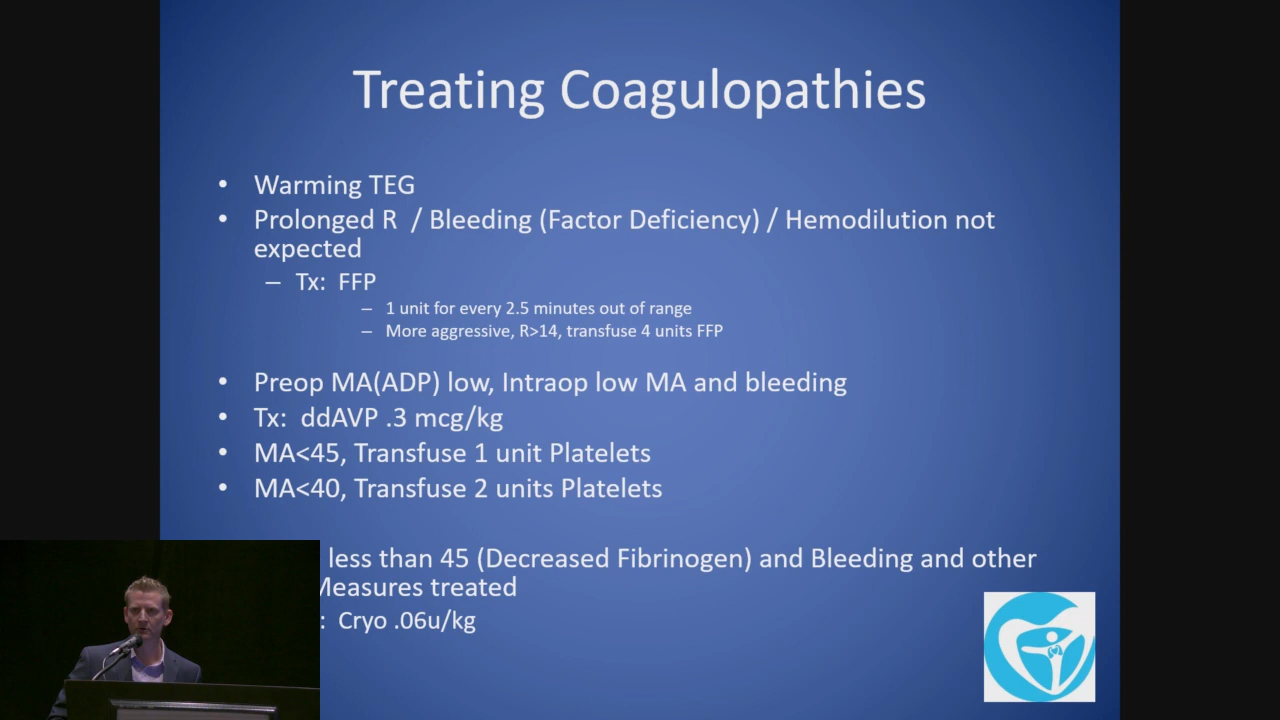 Treating Coagulopathies
• Warming TEG
• Prolonged R / Bleeding (Factor Deficiency) / Hemodilution not
expected
– Tx: FFP
– 1 unit for every 2.5 minutes out of range
– More aggressive, R>14, transfuse 4 units FFP
• Preop MA(ADP) low, Intraop low MA and bleeding
• Tx: ddAVP .3 mcg/kg
• MA<45, Transfuse 1 unit Platelets
• MA<40, Transfuse 2 units Platelets
less than 45 (Decreased Fibrinogen) and Bleeding and other
Measures treated
: Cryo .06u/kg